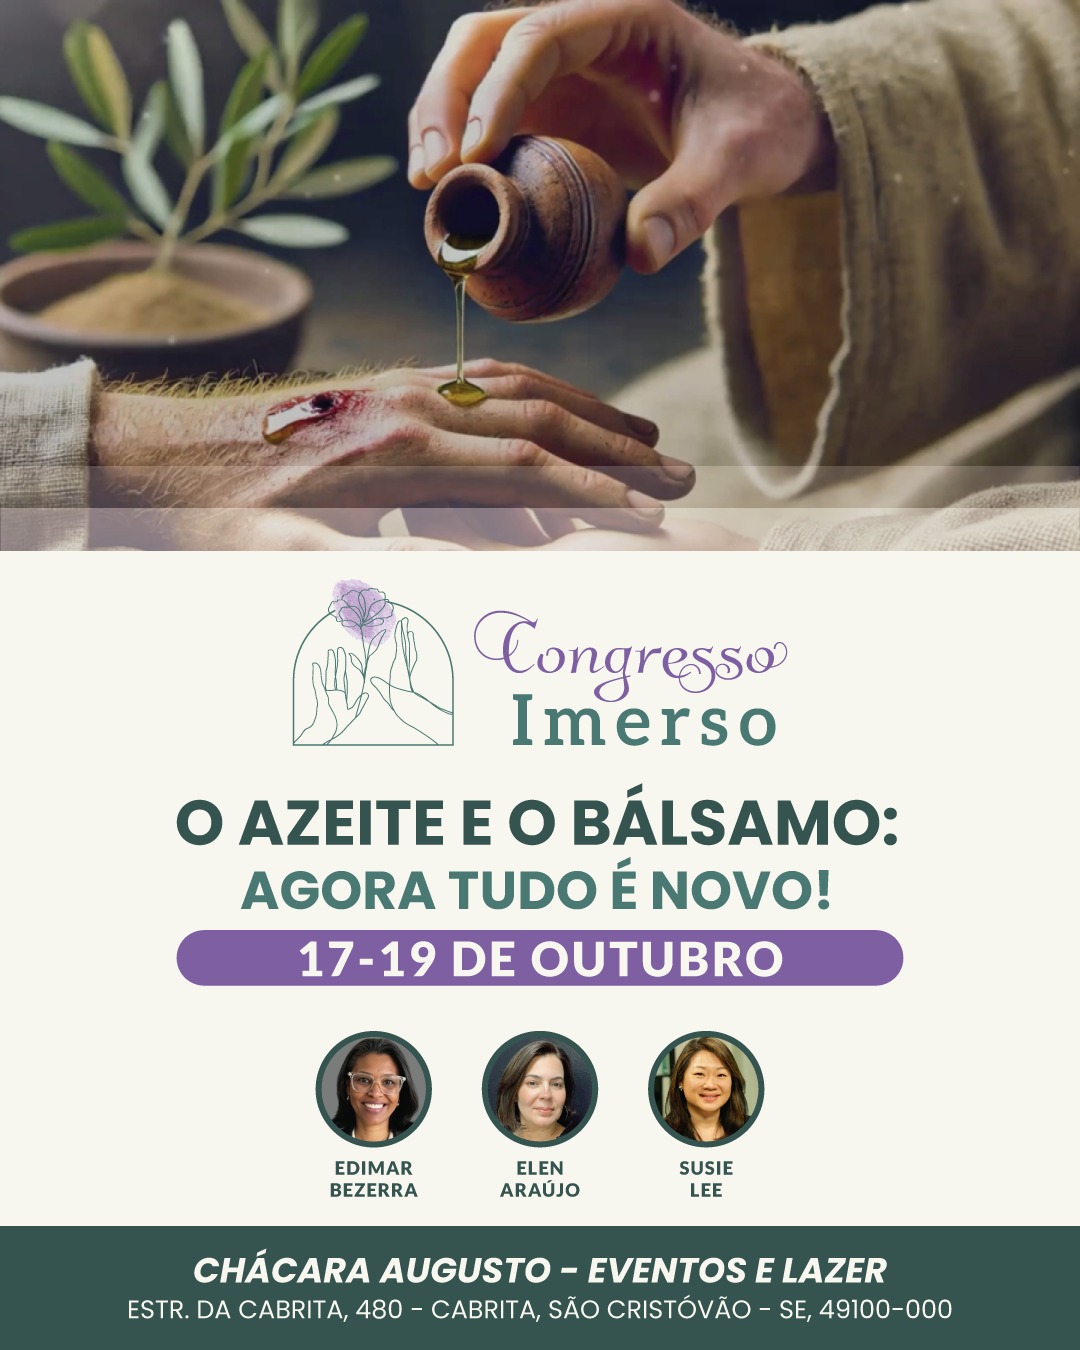 Congresso
Imerso
O AZEITE E O BÁLSAMO:
AGORA TUDO É NOVO!
17-19 DE OUTUBRO
EDIMAR
BEZERRA
ELEN
ARAÚJO
SUSIE
LEE
CHÁCARA AUGUSTO - EVENTOS E LAZER
ESTR. DA CABRITA, 480 - CABRITA, SÃO CRISTÓVÃO - SE, 49100-000